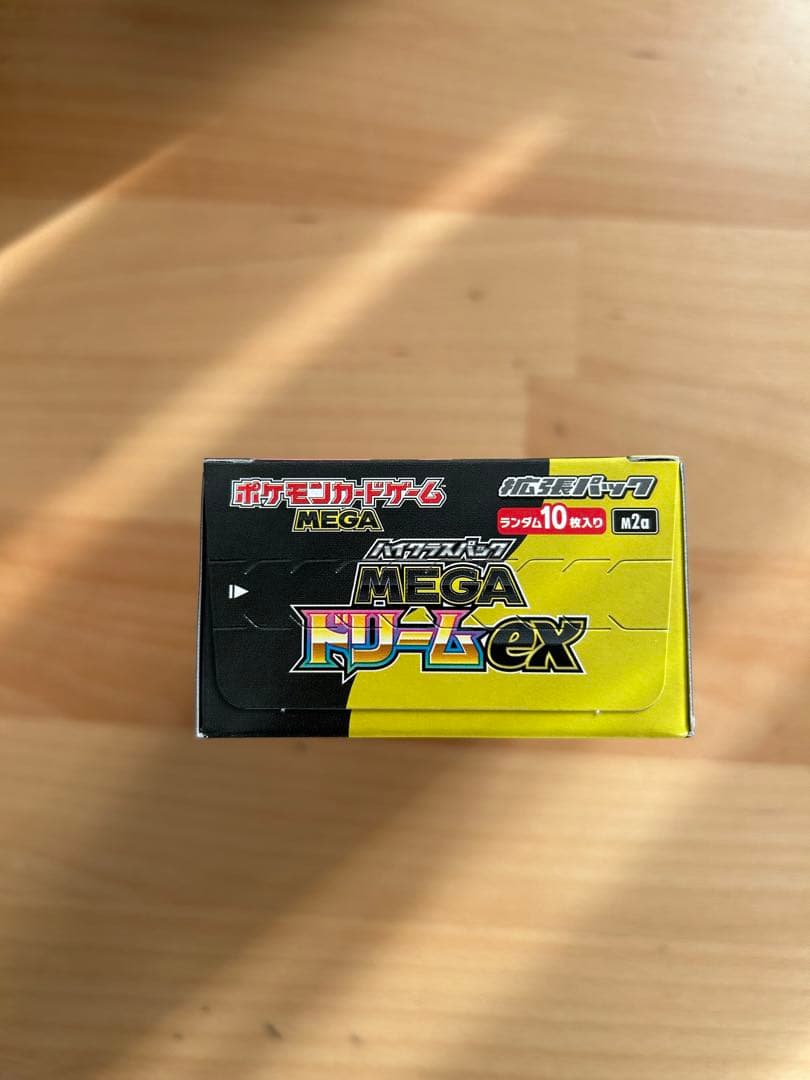 ポケモンカードゲーム
MEGA
拡張パック
ランダム10枚入り
M2a
ハイクラスパック
MEGA
ドリームex